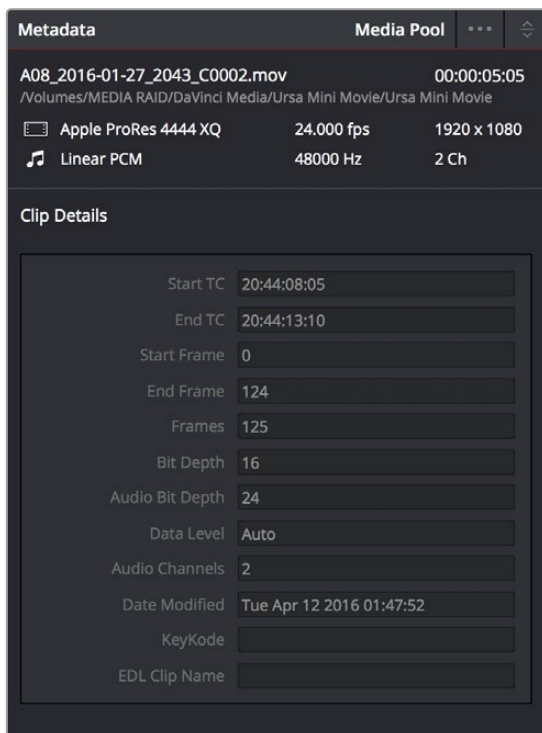 Metadata Media Pool •••
A08_2016-01-27_2043_C0002.mov 00:00:05:05
/Volumes/MEDIA RAID/DaVinci Media/Ursa Mini Movie/Ursa Mini Movie
Apple ProRes 4444 XQ 24.000 fps 1920 x 1080
Linear PCM 48000 Hz 2 Ch
Clip Details
Start TC 20:44:08:05
End TC 20:44:13:10
Start Frame 0
End Frame 124
Frames 125
Bit Depth 16
Audio Bit Depth 24
Data Level Auto
Audio Channels 2
Date Modified Tue Apr 12 2016 01:47:52
KeyKode
EDL Clip Name